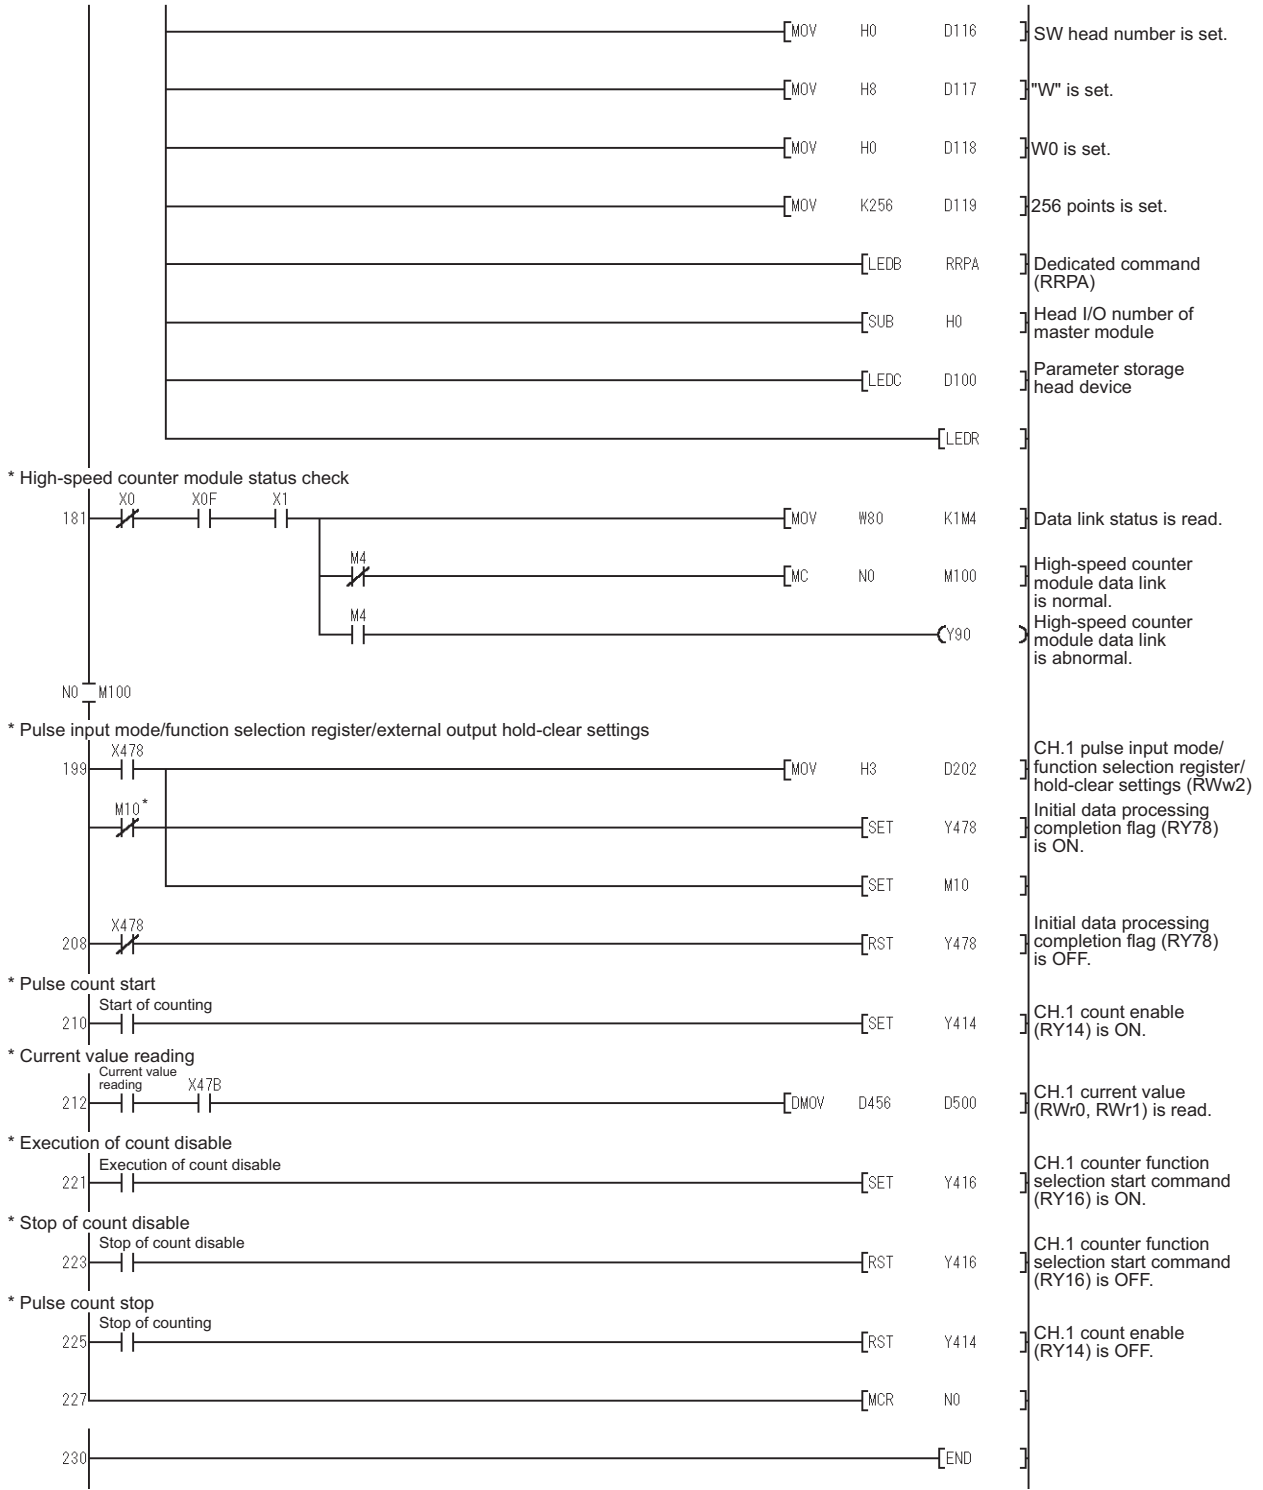 MOV H0 D116 SW head number is set.
MOV H8 D117 "W" is set.
MOV H0 D118 W0 is set.
MOV K256 D119 256 points is set.
LEDB RRPA Dedicated command
(RRPA)
SUB H0 Head I/O number of
master module
LEDC D100 Parameter storage
head device
LEDR
* High-speed counter module status check
X0 X0F X1
181 MOV W80 K1M4 Data link status is read.
M4
MC N0 M100 High-speed counter
module data link
is normal.
M4
Y90 High-speed counter
module data link
is abnormal.
N0 M100
* Pulse input mode/function selection register/external output hold-clear settings
X478
199 MOV H3 D202 CH.1 pulse input mode/
function selection register/
hold-clear settings (RWw2)
M10 *
SET Y478 Initial data processing
completion flag (RY78)
is ON.
SET M10
X478
208 RST Y478 Initial data processing
completion flag (RY78)
is OFF.
* Pulse count start
Start of counting
210 SET Y414 CH.1 count enable
(RY14) is ON.
* Current value reading
Current value
reading X47B
212 DMOV D456 D500 CH.1 current value
(RWr0, RWr1) is read.
* Execution of count disable
Execution of count disable
221 SET Y416 CH.1 counter function
selection start command
(RY16) is ON.
* Stop of count disable
Stop of count disable
223 RST Y416 CH.1 counter function
selection start command
(RY16) is OFF.
* Pulse count stop
Stop of counting
225 RST Y414 CH.1 count enable
(RY14) is OFF.
227 MCR N0
230 END